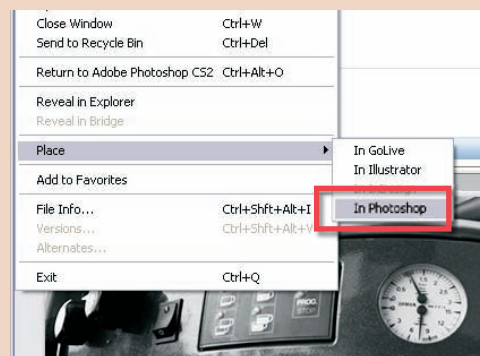 Close Window Ctrl+W
Send to Recycle Bin Ctrl+Del
Return to Adobe Photoshop CS2 Ctrl+Alt+O
Reveal in Explorer
Reveal in Bridge
Place
Add to Favorites
File Info... Ctrl+Shft+Alt+I
Versions... Ctrl+Shft+Alt+V
Alternates...
Exit Ctrl+Q
In GoLive
In Illustrator
In Photoshop
PROG.
STOP